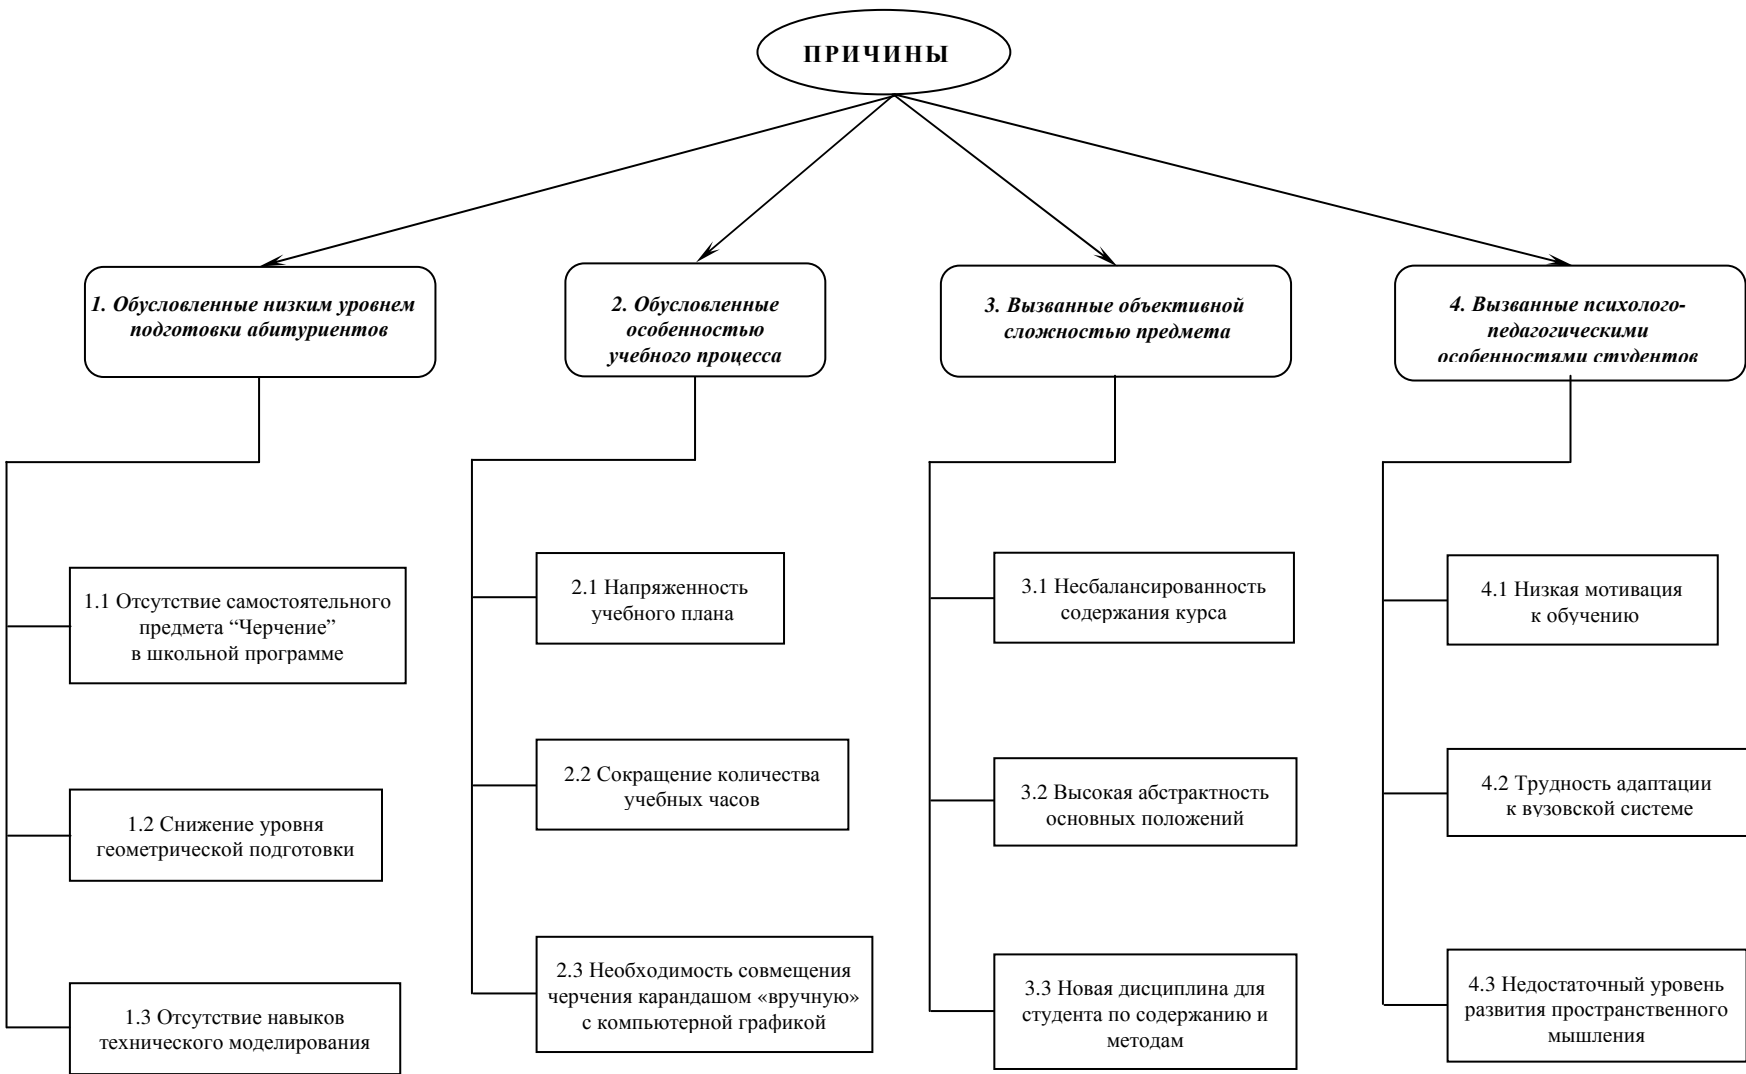 ПРИЧИНЫ
1. Обусловленные низким уровнем
подготовки абитуриентов
2. Обусловленные
особенностью
учебного процесса
3. Вызванные объективной
сложностью предмета
4. Вызванные психолого-
педагогическими
особенностями студентов
1.1 Отсутствие самостоятельного
предмета “Черчение”
в школьной программе
1.2 Снижение уровня
геометрической подготовки
1.3 Отсутствие навыков
технического моделирования
2.1 Напряженность
учебного плана
2.2 Сокращение количества
учебных часов
2.3 Необходимость совмещения
черчения карандашом «вручную»
с компьютерной графикой
3.1 Несбалансированность
содержания курса
3.2 Высокая абстрактность
основных положений
3.3 Новая дисциплина для
студента по содержанию и
методам
4.1 Низкая мотивация
к обучению
4.2 Трудность адаптации
к вузовской системе
4.3 Недостаточный уровень
развития пространственного
мышления